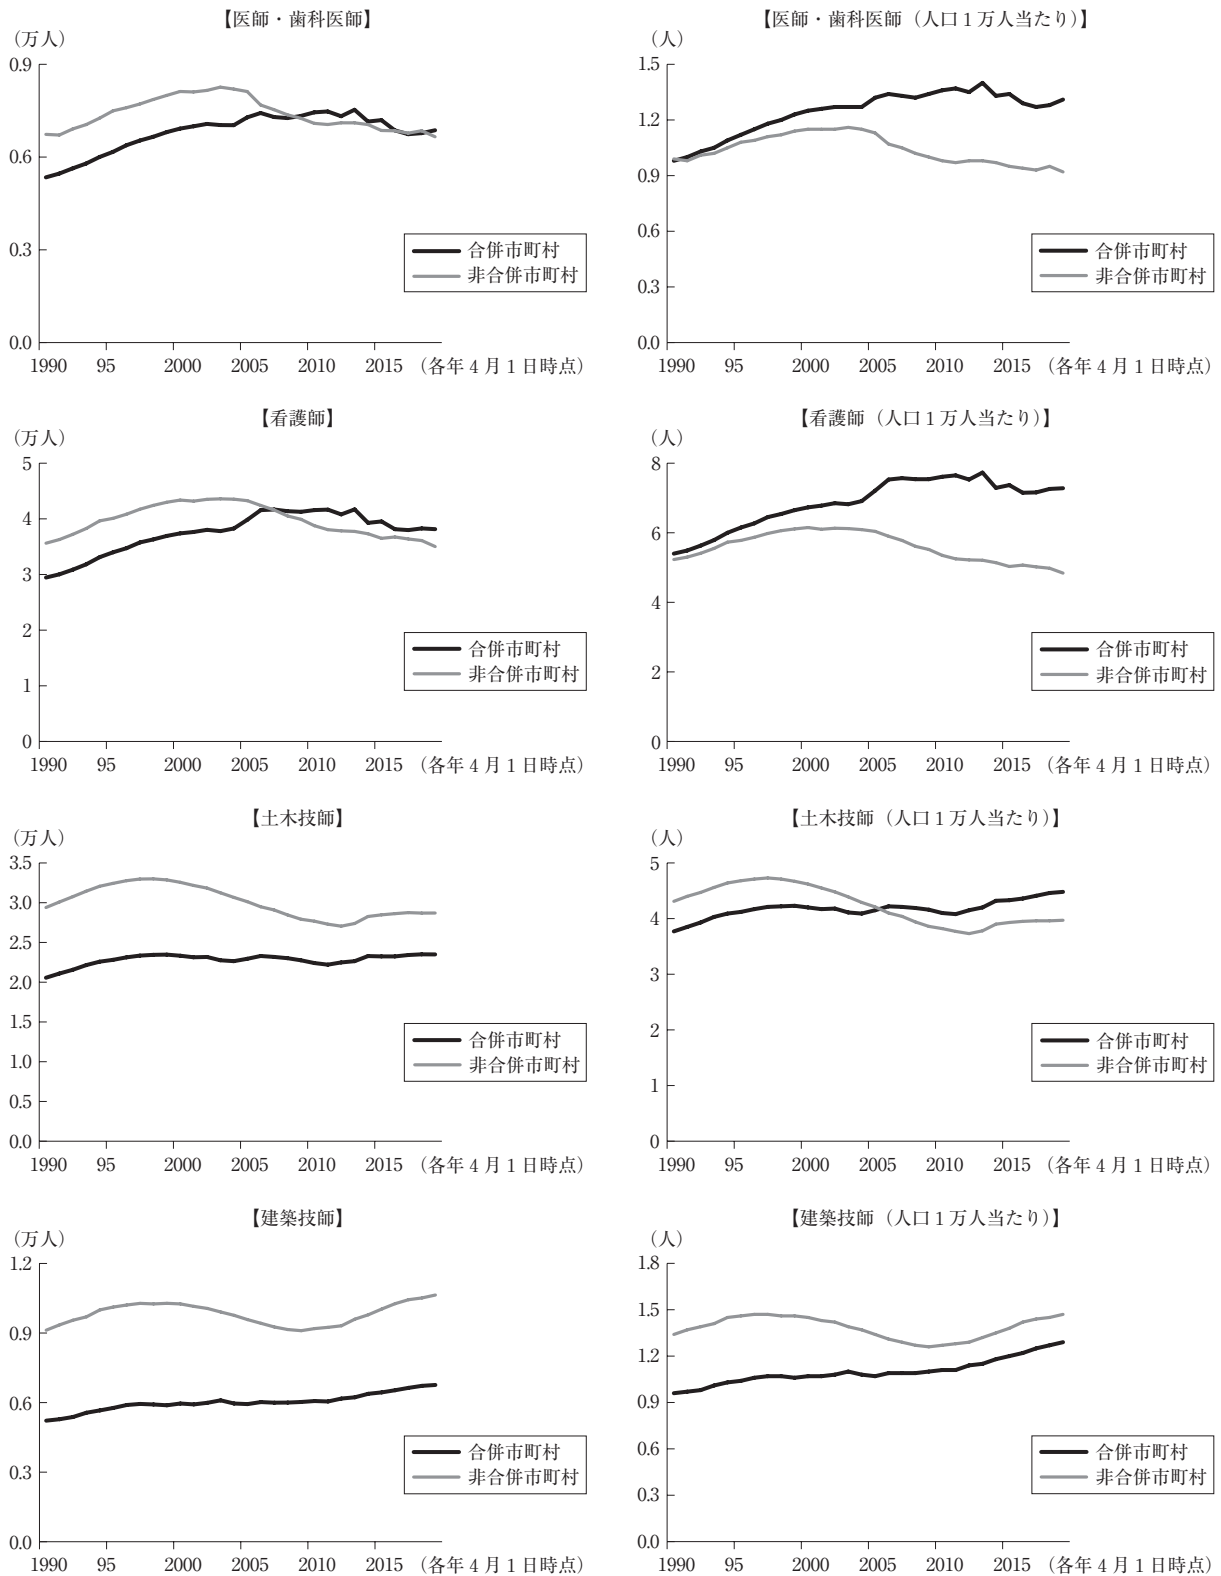 【医師・歯科医師】
(万人)
0.9
0.6
0.3
0.0
合併市町村
非合併市町村
1990 95 2000 2005 2010 2015 (各年4月1日時点)
【医師・歯科医師(人口1万人当たり)】
(人)
1.5
1.2
0.9
0.6
0.3
0.0
合併市町村
非合併市町村
1990 95 2000 2005 2010 2015 (各年4月1日時点)
【看護師】
(万人)
5
4
3
2
1
0
合併市町村
非合併市町村
1990 95 2000 2005 2010 2015 (各年4月1日時点)
【看護師(人口1万人当たり)】
(人)
8
6
4
2
0
合併市町村
非合併市町村
1990 95 2000 2005 2010 2015 (各年4月1日時点)
【土木技師】
(万人)
3.5
3.0
2.5
2.0
1.5
1.0
0.5
0.0
合併市町村
非合併市町村
1990 95 2000 2005 2010 2015 (各年4月1日時点)
【土木技師(人口1万人当たり)】
(人)
5
4
3
2
1
0
合併市町村
非合併市町村
1990 95 2000 2005 2010 2015 (各年4月1日時点)
【建築技師】
(万人)
1.2
0.9
0.6
0.3
0.0
合併市町村
非合併市町村
1990 95 2000 2005 2010 2015 (各年4月1日時点)
【建築技師(人口1万人当たり)】
(人)
1.8
1.5
1.2
0.9
0.6
0.3
0.0
合併市町村
非合併市町村
1990 95 2000 2005 2010 2015 (各年4月1日時点)